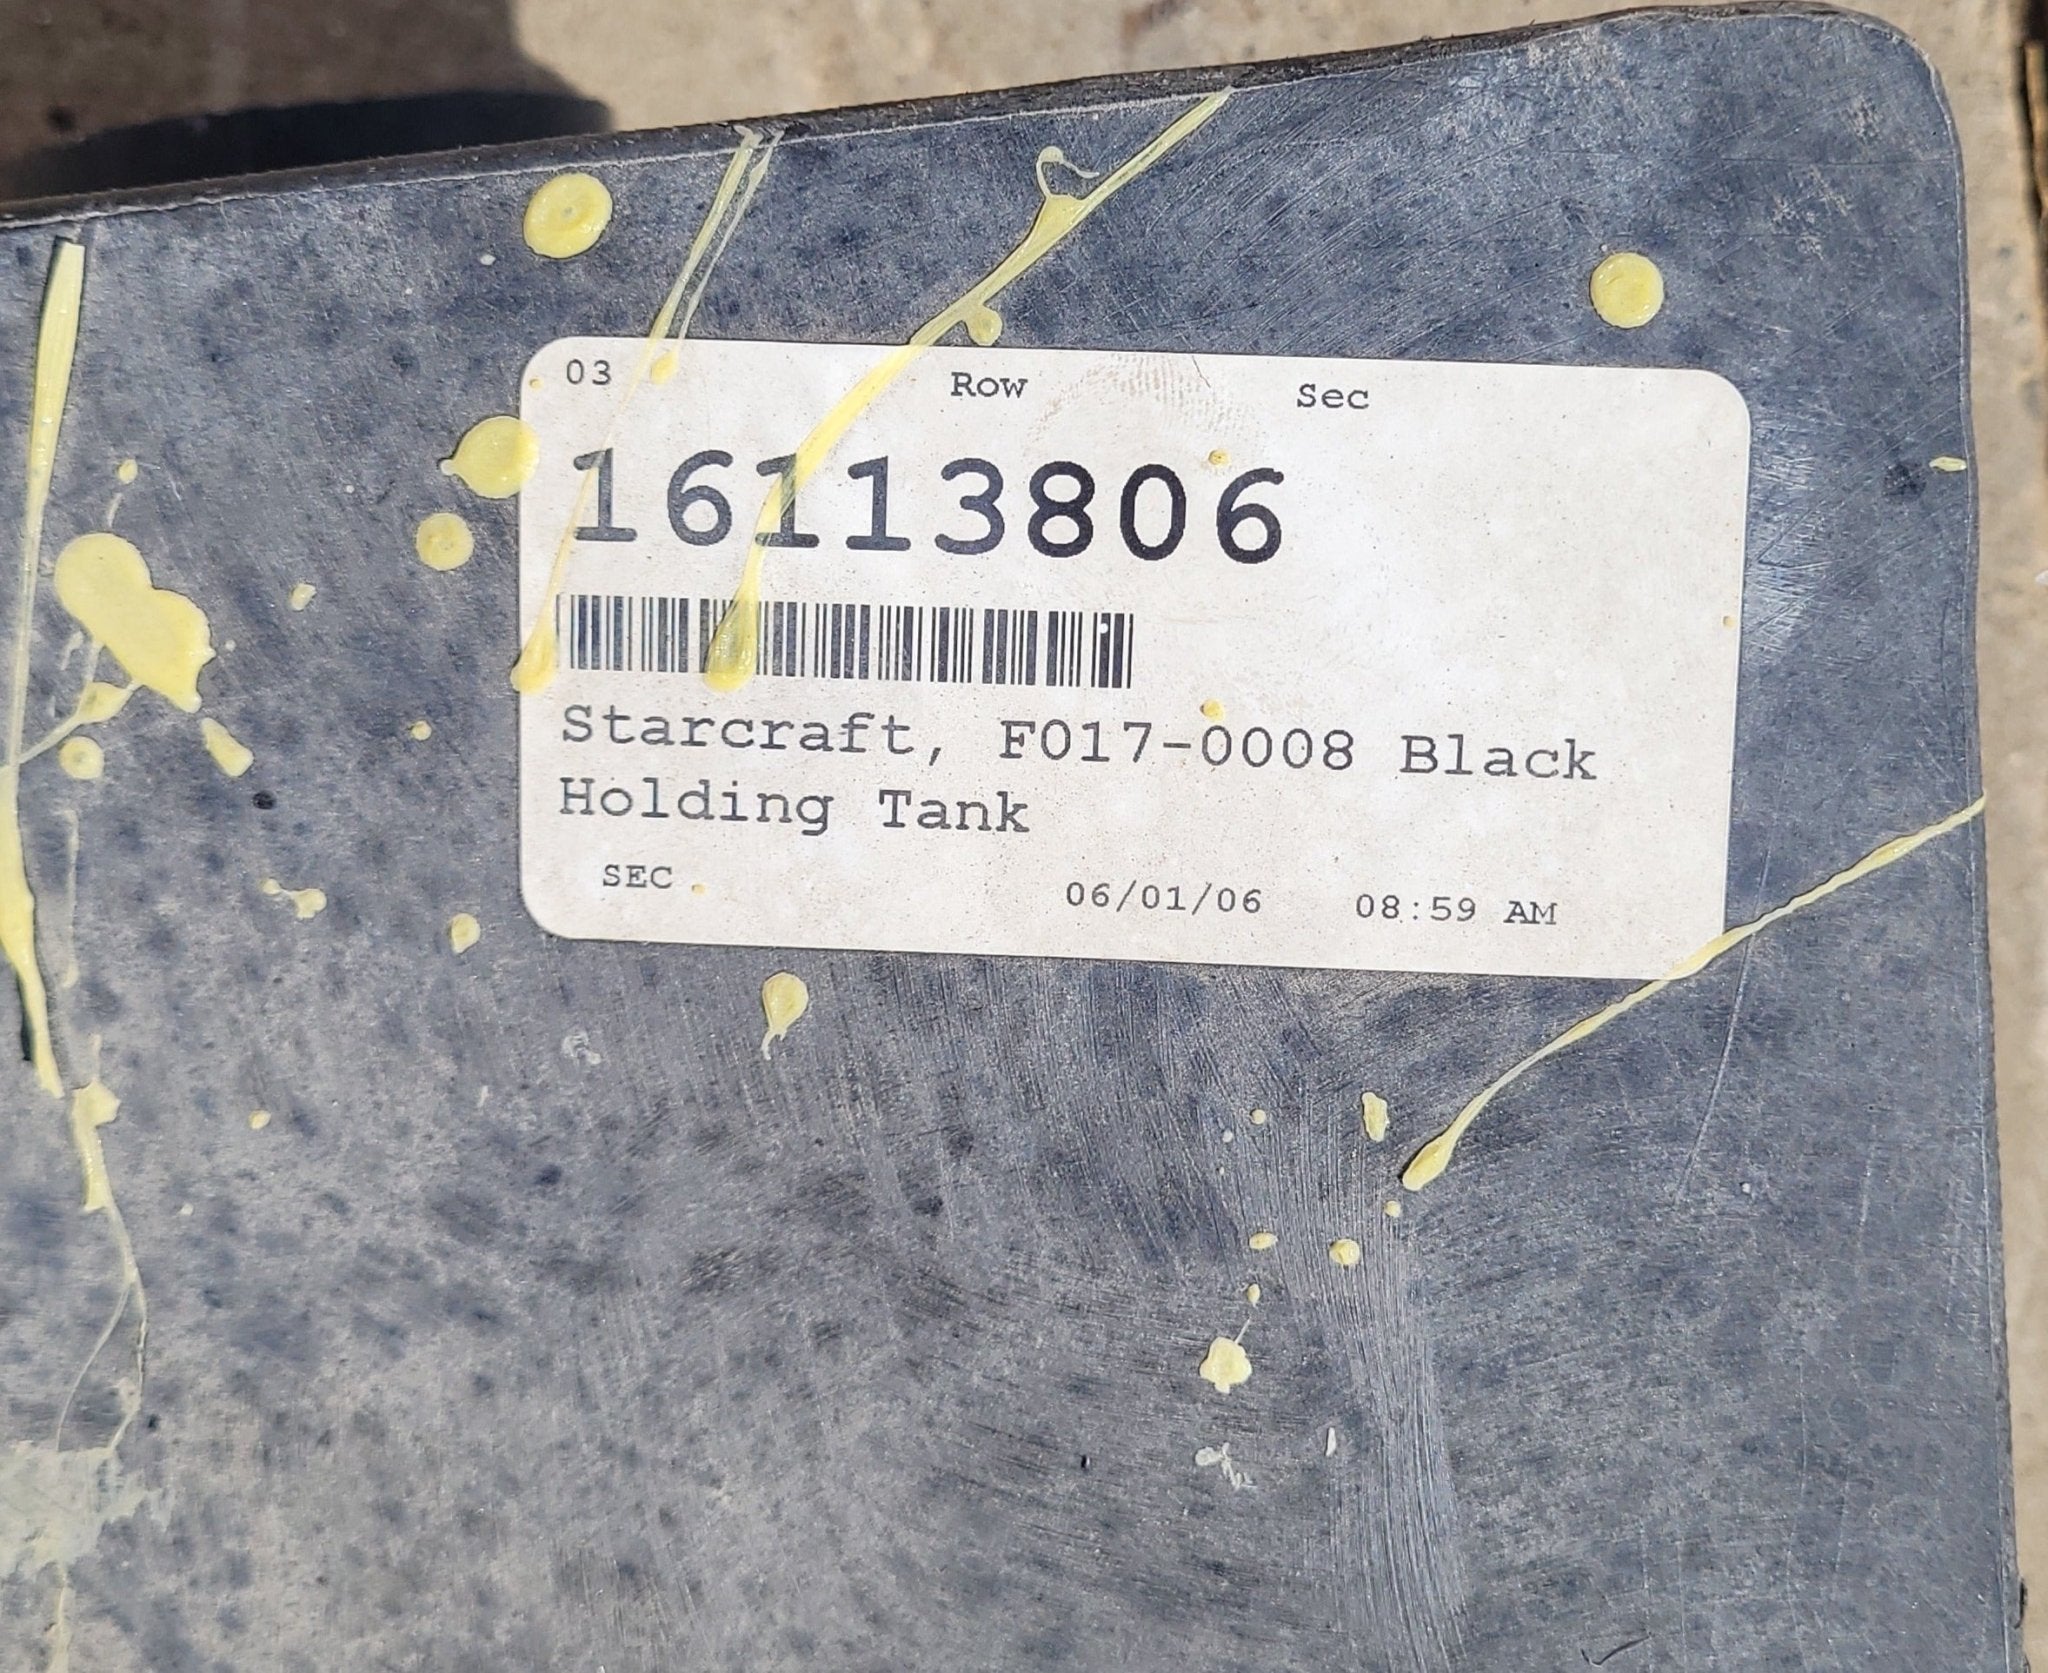 03 Row Sec
16113806
Starcraft, F017-0008 Black
Holding Tank
SEC 06/01/06 08:59 AM